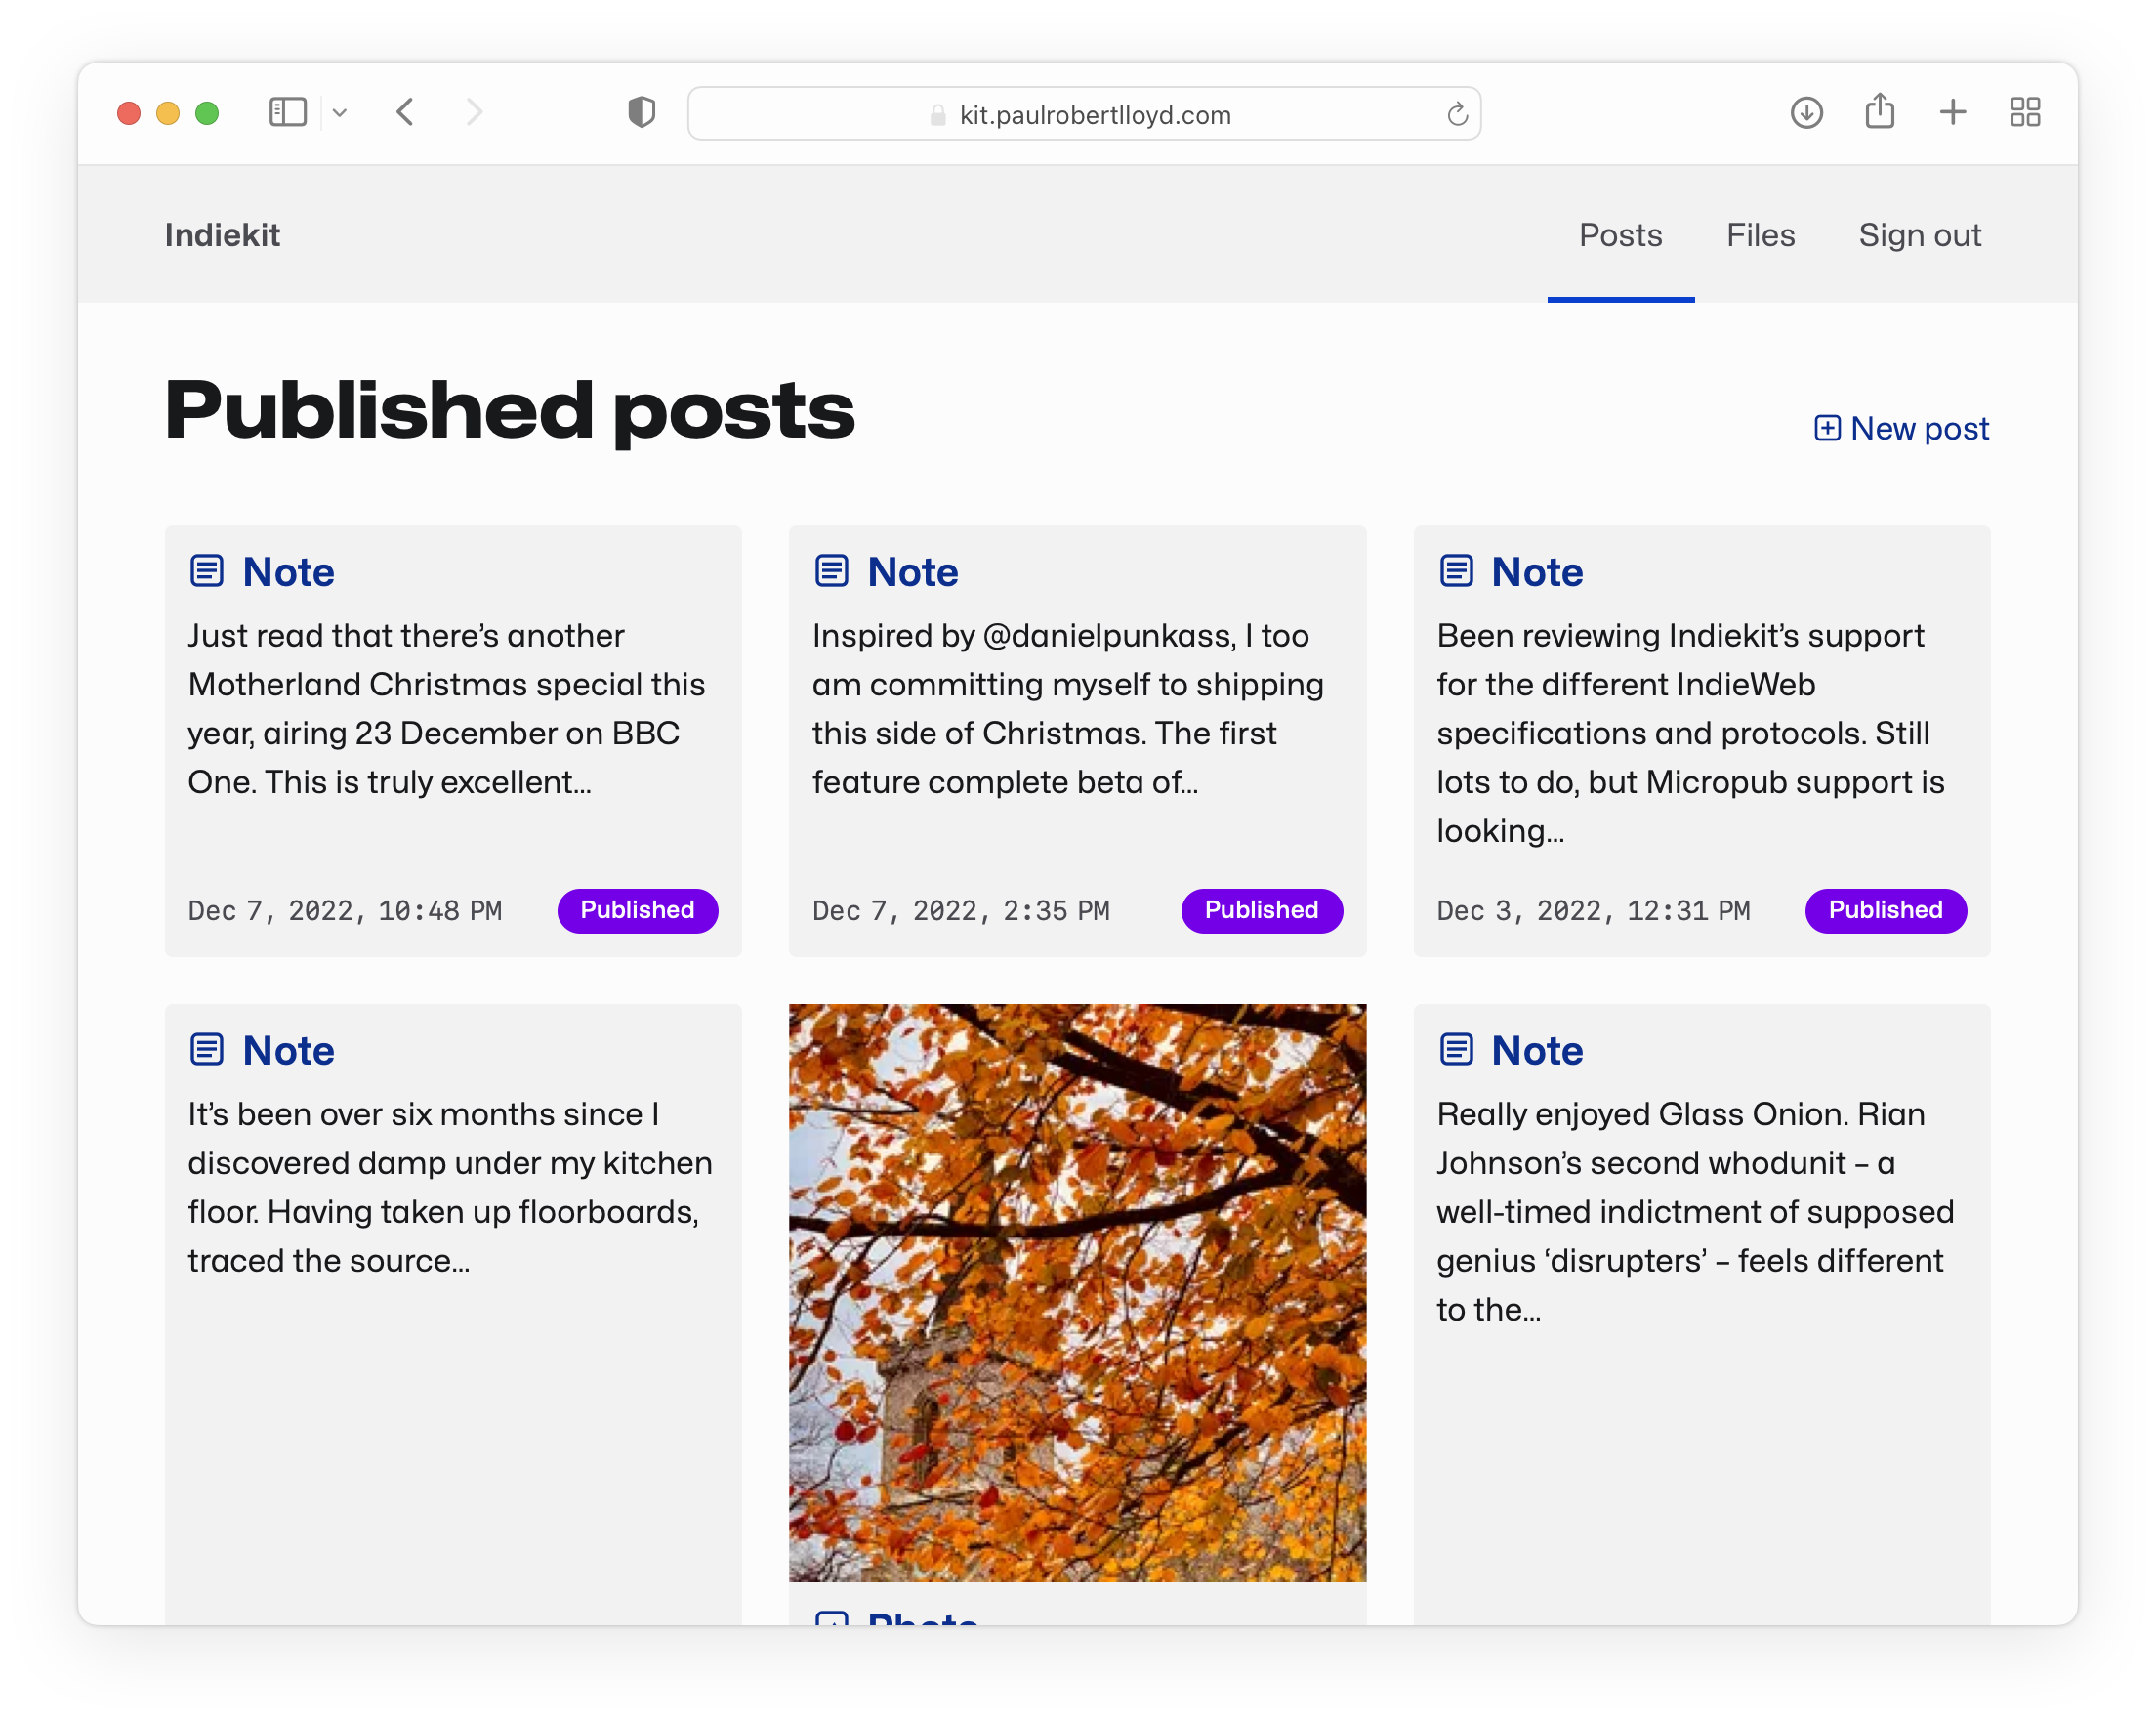 kit.paulrobertlloyd.com
Indiekit
Posts
Files
Sign out
Published posts
New post
Note
Just read that there’s another
Motherland Christmas special this
year, airing 23 December on BBC
One. This is truly excellent…
Dec 7, 2022, 10:48 PM
Published
Note
Inspired by @danielpunkass, I too
am committing myself to shipping
this side of Christmas. The first
feature complete beta of…
Dec 7, 2022, 2:35 PM
Published
Note
Been reviewing Indiekit’s support
for the different IndieWeb
specifications and protocols. Still
lots to do, but Micropub support is
looking…
Dec 3, 2022, 12:31 PM
Published
Note
It’s been over six months since I
discovered damp under my kitchen
floor. Having taken up floorboards,
traced the source…
Photo
Note
Really enjoyed Glass Onion. Rian
Johnson’s second whodunit – a
well-timed indictment of supposed
genius ‘disrupters’ – feels different
to the…